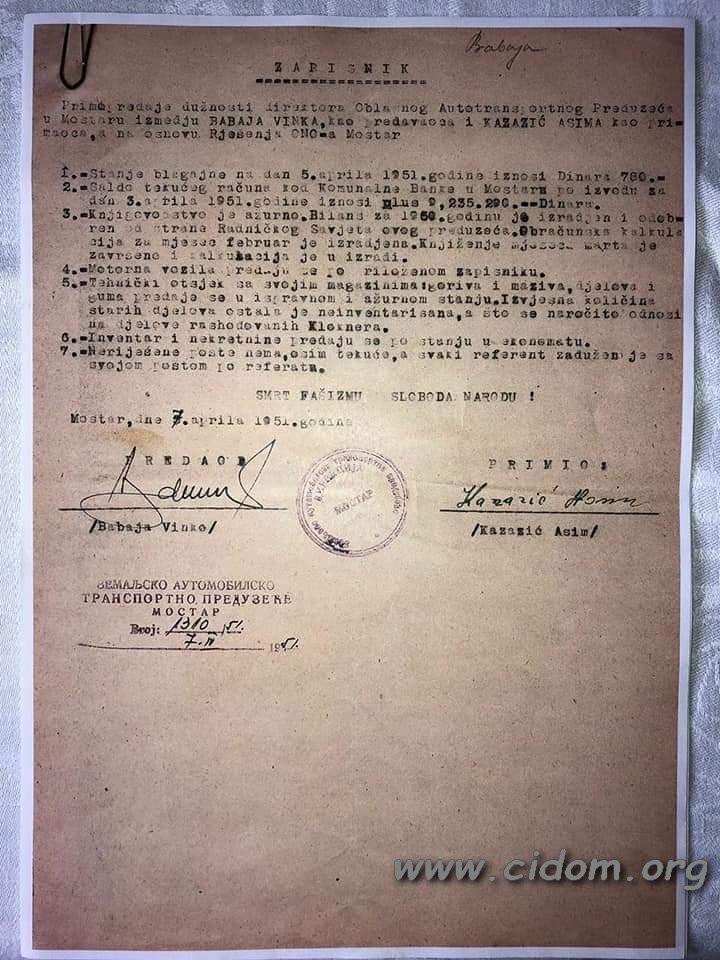 Babaja
ZAPISNIK
Primopredaje dužnosti direktora Oblasnog Autotransportnog Preduzeća
u Mostaru izmedju BABAJA VINKA,kao predavaoca i KAZAZIĆ ASIMA kao pri-
maoca,a na osnovu Rješenja ONO-a Mostar
1.-Stanje blagajne na dan 5.aprila 1951.godine iznosi Dinara 780.-
2.-Saldo tekućeg računa kod Komunalne Banke u Mostaru po izvodu za
dan 3.aprila 1951.godine iznosi plus 9,235.290.--Dinara.
3.-Knjigovodstvo je ažurno.Bilans za 1950.godinu je izradjen i odob-
ren od strane Radničkog Savjeta ovog preduzeća.Obračunska kalkula
cija za mjesec februar je izradjena.Knjiženje mjeseca marta je
završeno i kalkulacija je u izradi.
4.-Motorna vozila predaju se po priloženom zapisniku.
5.-Tehnički otsjek sa svojim magazinima:goriva i maziva,djelova i
guma predaje se u ispravnom i ažurnom stanju.Izvjesna količina
starih djelova ostala je neinventarisana,a što se naročito odnosi
na djelove rashodovanih Kloknera.
6.-Inventar i nekretnine predaju se po stanju u ekonomatu.
7.-Neriješene pošte nema,osim tekuće,a svaki referent zadužen je sa
svojom poštom po referatu.
SMRT FAŠIZMU SLOBODA NARODU !
Mostar,dne 7.aprila 1951.godine
PREDAO:
PRIMIO:
МОСТАР
Kazazić Asim
/Babaja Vinko/
/Kazazić Asim/
ЗЕМАЉСКО АУТОМОБИЛСКО
ТРАНСПОРТНО ПРЕДУЗЕЋЕ
МОСТАР
Број: 1310/51
7.IV 1951.
www.cidom.org